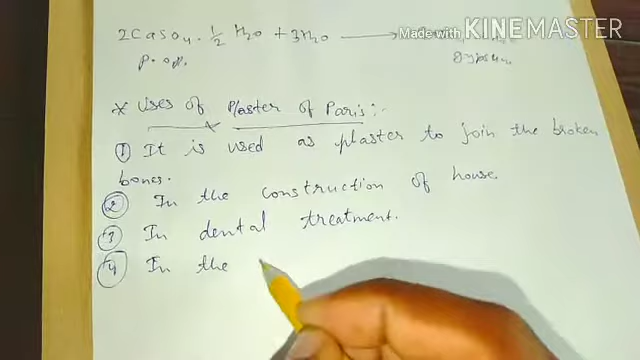 Made with KINEMASTER
2CaSO4 . 1/2 H2O + 3H2O →
P. O. P. Gypsum.
* Uses of Plaster of Paris :-
① It is used as plaster to join the broken
bones.
② In the construction of house.
③ In dental treatment.
④ In the